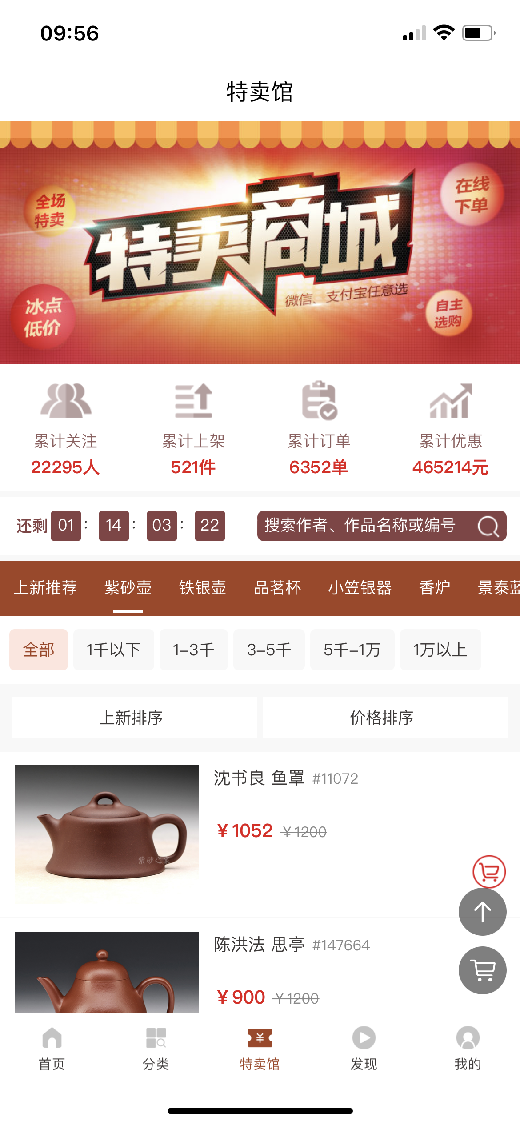 09:56
特卖馆
全场
特卖
在线
下单
特卖商城
微信、支付宝任意选
冰点
低价
自主
选购
累计关注 累计上架 累计订单 累计优惠
22295人 521件 6352单 465214元
还剩 01 : 14 : 03 : 22 搜索作者、作品名称或编号
上新推荐 紫砂壶 铁银壶 品茗杯 小笠银器 香炉 景泰蓝
全部 1千以下 1-3千 3-5千 5千-1万 1万以上
上新排序 价格排序
沈书良 鱼罩 #11072
¥1052 ¥1200
陈洪法 思亭 #147664
¥900 ¥1200
首页 分类 特卖馆 发现 我的